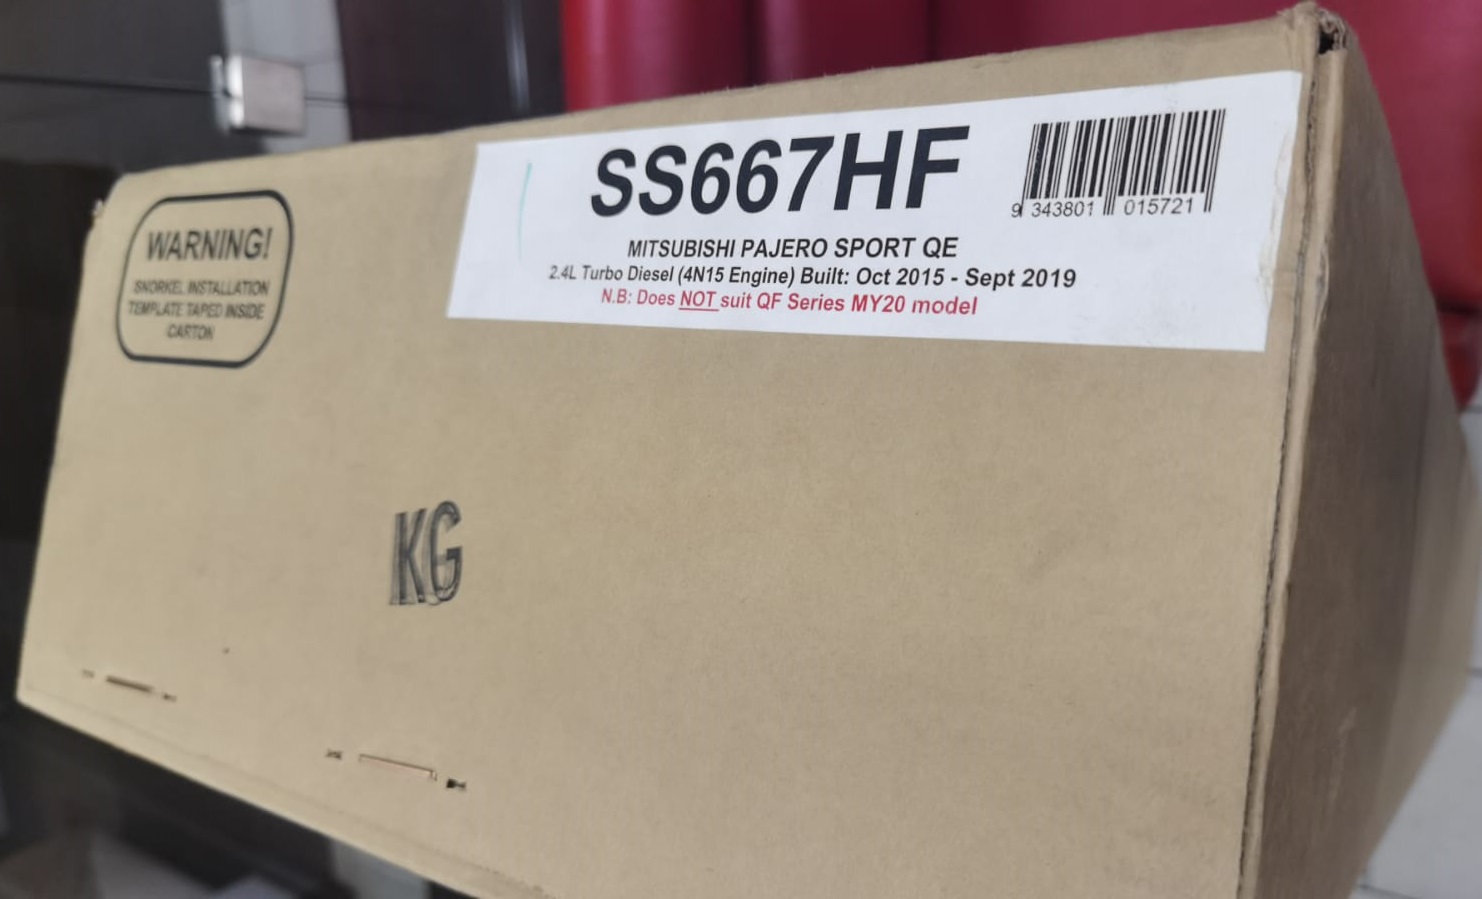 WARNING!
SNORKEL INSTALLATION
TEMPLATE TAPED INSIDE
CARTON
SS667HF
9 343801 015721
MITSUBISHI PAJERO SPORT QE
2.4L Turbo Diesel (4N15 Engine) Built: Oct 2015 - Sept 2019
N.B: Does NOT suit QF Series MY20 model
KG